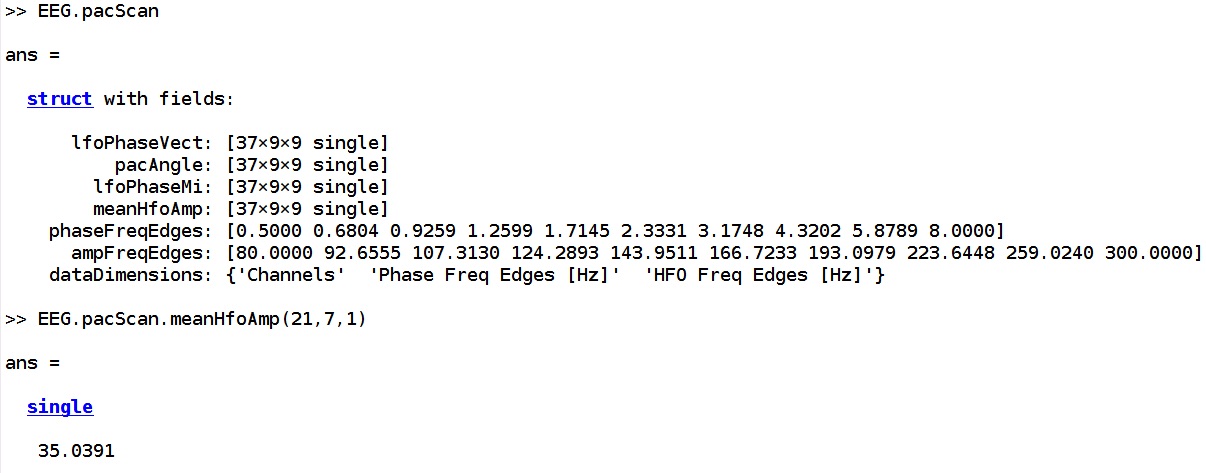 >> EEG.pacScan
ans =
struct with fields:
lfoPhaseVect: [37×9×9 single]
pacAngle: [37×9×9 single]
lfoPhaseMi: [37×9×9 single]
meanHfoAmp: [37×9×9 single]
phaseFreqEdges: [0.5000 0.6804 0.9259 1.2599 1.7145 2.3331 3.1748 4.3202 5.8789 8.0000]
ampFreqEdges: [80.0000 92.6555 107.3130 124.2893 143.9511 166.7233 193.0979 223.6448 259.0240 300.0000]
dataDimensions: {'Channels'  'Phase Freq Edges [Hz]'  'HFO Freq Edges [Hz]'}
>> EEG.pacScan.meanHfoAmp(21,7,1)
ans =
single
35.0391